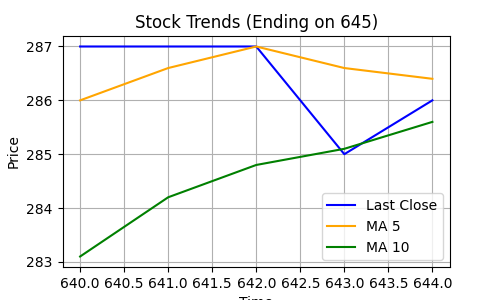 Stock Trends (Ending on 645)
287
286
285
284
283
Price
Last Close
MA 5
MA 10
640.0 640.5 641.0 641.5 642.0 642.5 643.0 643.5 644.0
Time